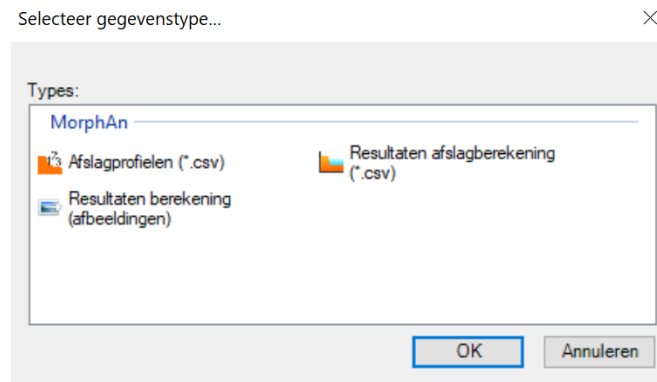 Selecteer gegevenstype...
Types:
MorphAn
Afslagprofielen (*.csv)
Resultaten afslagberekening
(*.csv)
Resultaten berekening
(afbeeldingen)
OK
Annuleren